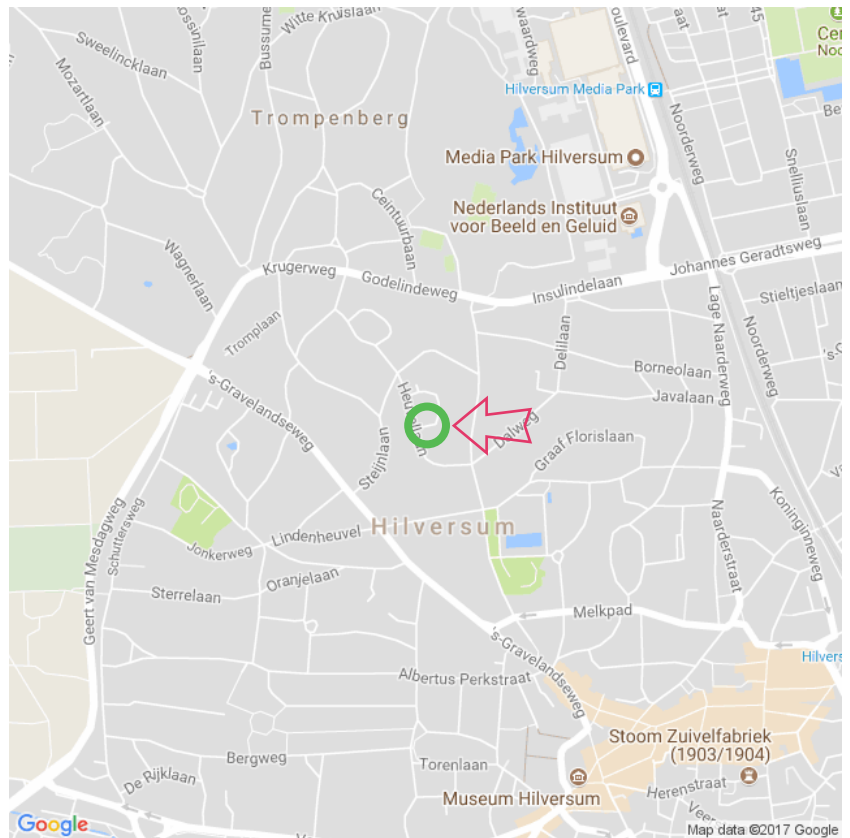 Witte Kruislaan
Sweelincklaan
Mozartlaan
Trompenberg
Hilversum Media Park
Noorderweg
Media Park Hilversum
Snelliuslaan
Nederlands Instituut
voor Beeld en Geluid
Ceintuurbaan
Wagnerlaan
Krugerweg
Godelindeweg
Insulindelaan
Johannes Geradtsweg
Stieltjeslaan
Lage Naarderweg
Noorderweg
Tromplaan
Delilaan
Borneolaan
Javalaan
's-Gravelandseweg
Steijnlaan
Dalweg
Graaf Florislaan
Hilversum
Lindenheuvel
Jonkerweg
Oranjelaan
Sterrelaan
Geert van Mesdagweg
Schuttersweg
Naarderstraat
Koninginneweg
Melkpad
's-Gravelandseweg
Albertus Perkstraat
Bergweg
Torenlaan
De Rijklaan
Stoom Zuivelfabriek
(1903/1904)
Herenstraat
Museum Hilversum
Google
Map data ©2017 Google